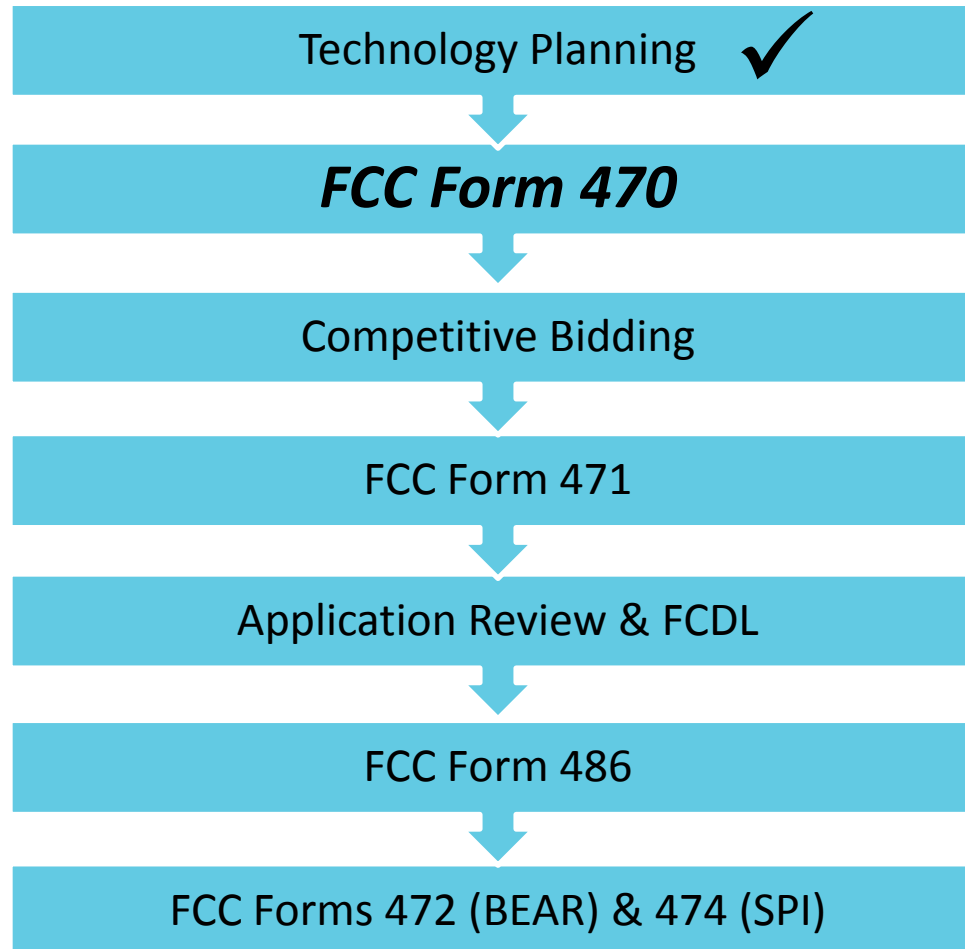 Technology Planning
FCC Form 470
Competitive Bidding
FCC Form 471
Application Review & FCDL
FCC Form 486
FCC Forms 472 (BEAR) & 474 (SPI)